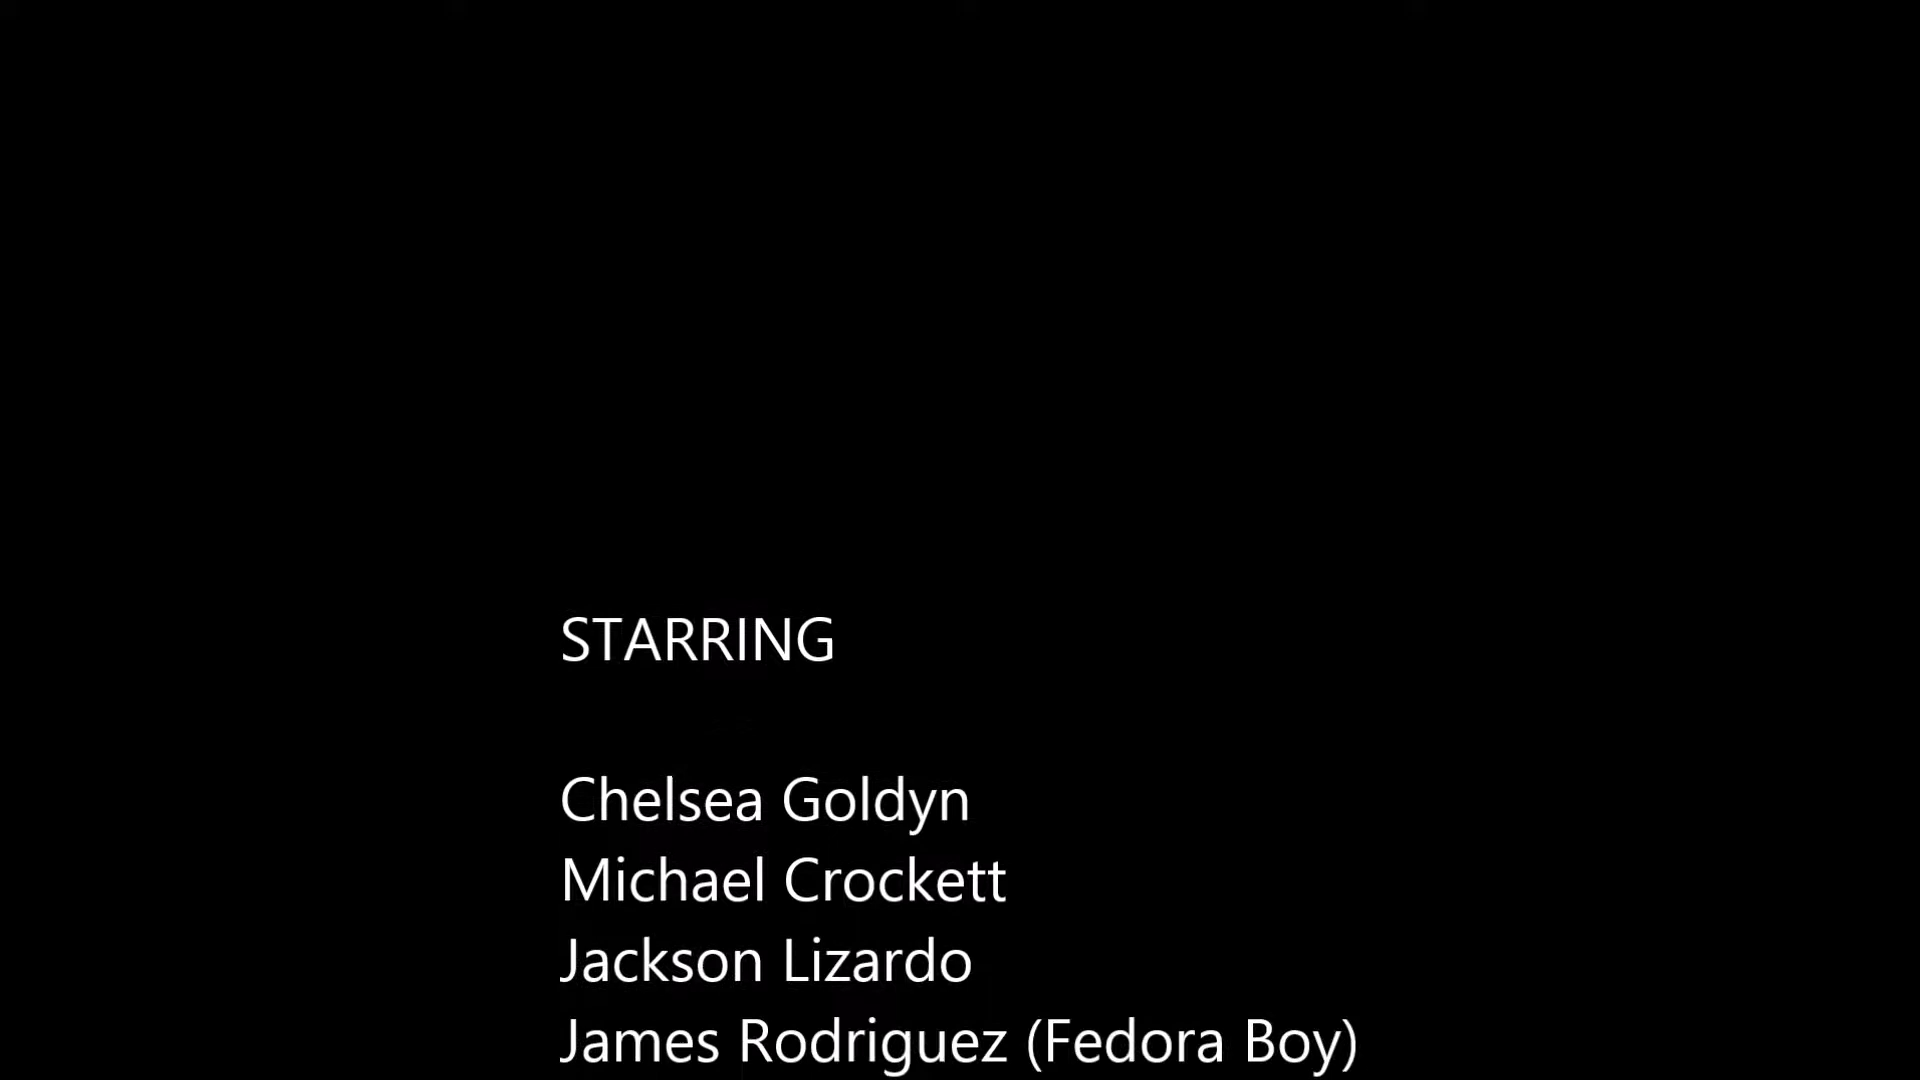 STARRING
Chelsea Goldyn
Michael Crockett
Jackson Lizardo
James Rodriguez (Fedora Boy)